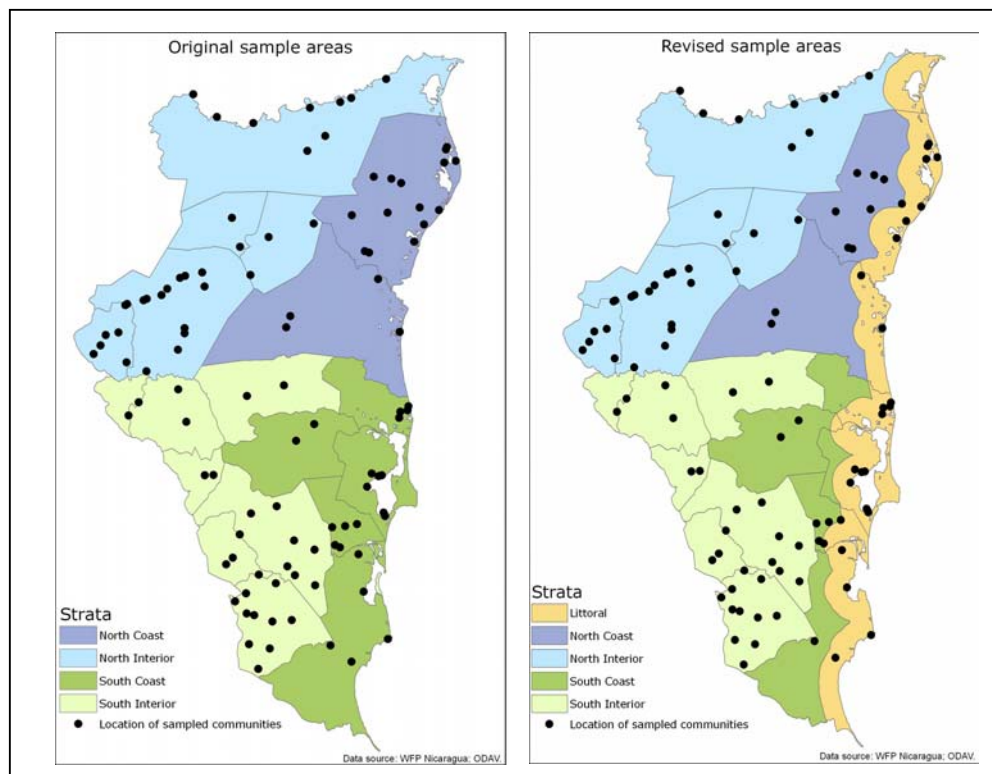 Original sample areas
Strata
North Coast
North Interior
South Coast
South Interior
Location of sampled communities
Data source: WFP Nicaragua; ODAV.
Revised sample areas
Strata
Littoral
North Coast
North Interior
South Coast
South Interior
Location of sampled communities
Data source: WFP Nicaragua; ODAV.